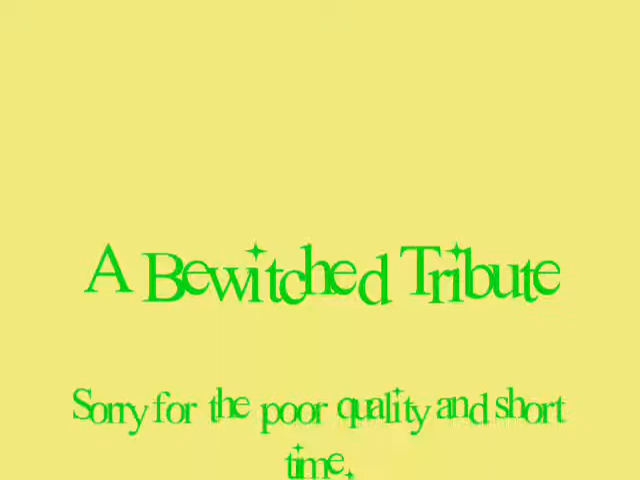 A Bewitched Tribute
Sorry for the poor quality and short
time.